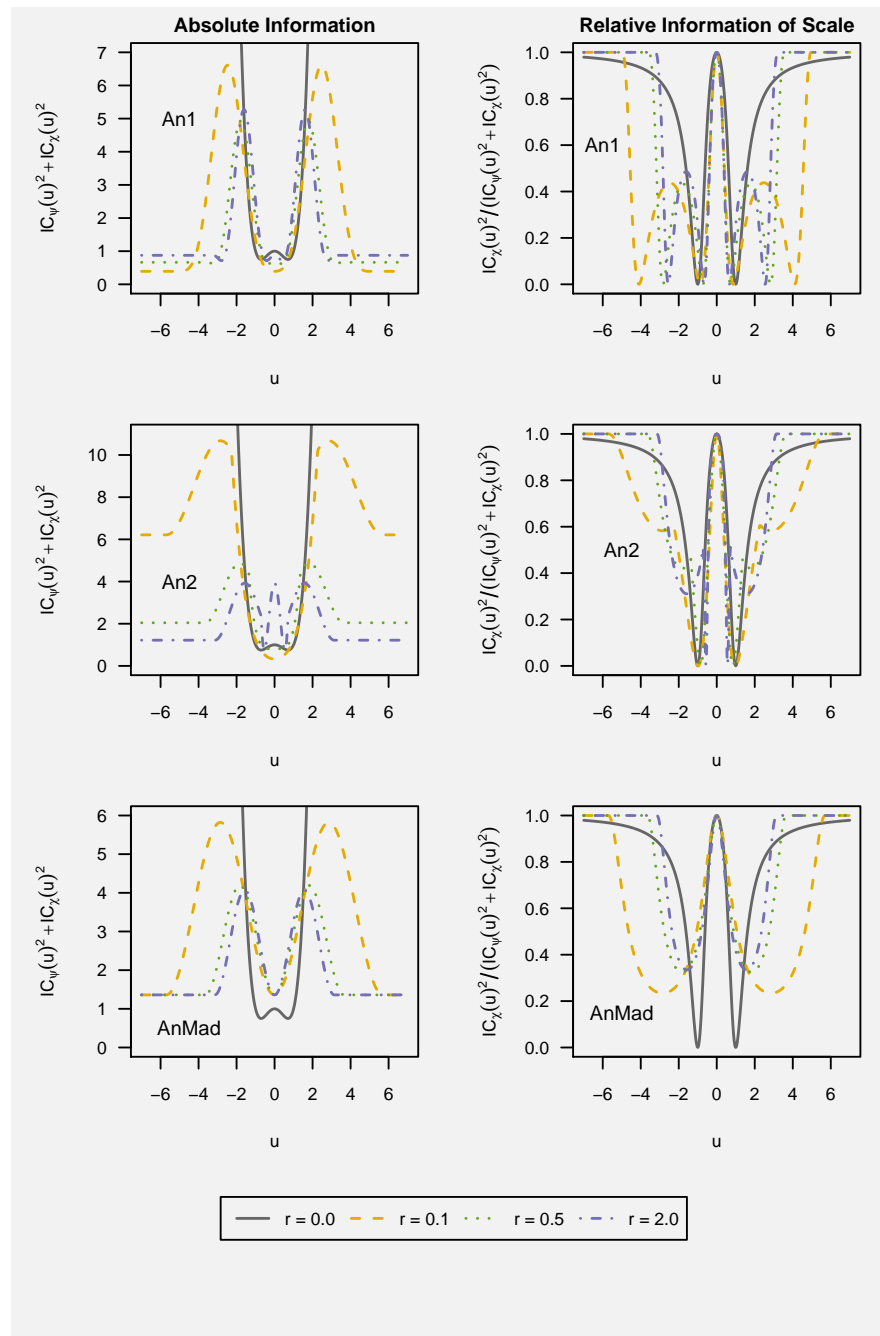 Absolute Information
Relative Information of Scale
IC_ψ(u)² + IC_χ(u)²
7
6
5
4
3
2
1
0
An1
−6 −4 −2 0 2 4 6
u
IC_χ(u)² / (IC_ψ(u)² + IC_χ(u)²)
1.0
0.8
0.6
0.4
0.2
0.0
An1
−6 −4 −2 0 2 4 6
u
IC_ψ(u)² + IC_χ(u)²
10
8
6
4
2
0
An2
−6 −4 −2 0 2 4 6
u
IC_χ(u)² / (IC_ψ(u)² + IC_χ(u)²)
1.0
0.8
0.6
0.4
0.2
0.0
An2
−6 −4 −2 0 2 4 6
u
IC_ψ(u)² + IC_χ(u)²
6
5
4
3
2
1
0
AnMad
−6 −4 −2 0 2 4 6
u
IC_χ(u)² / (IC_ψ(u)² + IC_χ(u)²)
1.0
0.8
0.6
0.4
0.2
0.0
AnMad
−6 −4 −2 0 2 4 6
u
r = 0.0 r = 0.1 r = 0.5 r = 2.0